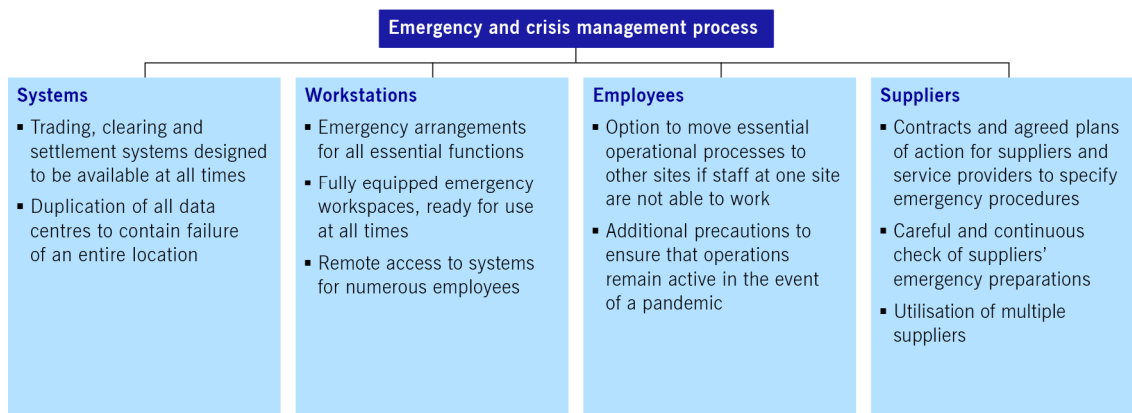 Emergency and crisis management process
Systems
▪ Trading, clearing and
settlement systems designed
to be available at all times
▪ Duplication of all data
centres to contain failure
of an entire location
Workstations
▪ Emergency arrangements
for all essential functions
▪ Fully equipped emergency
workspaces, ready for use
at all times
▪ Remote access to systems
for numerous employees
Employees
▪ Option to move essential
operational processes to
other sites if staff at one site
are not able to work
▪ Additional precautions to
ensure that operations
remain active in the event
of a pandemic
Suppliers
▪ Contracts and agreed plans
of action for suppliers and
service providers to specify
emergency procedures
▪ Careful and continuous
check of suppliers’
emergency preparations
▪ Utilisation of multiple
suppliers